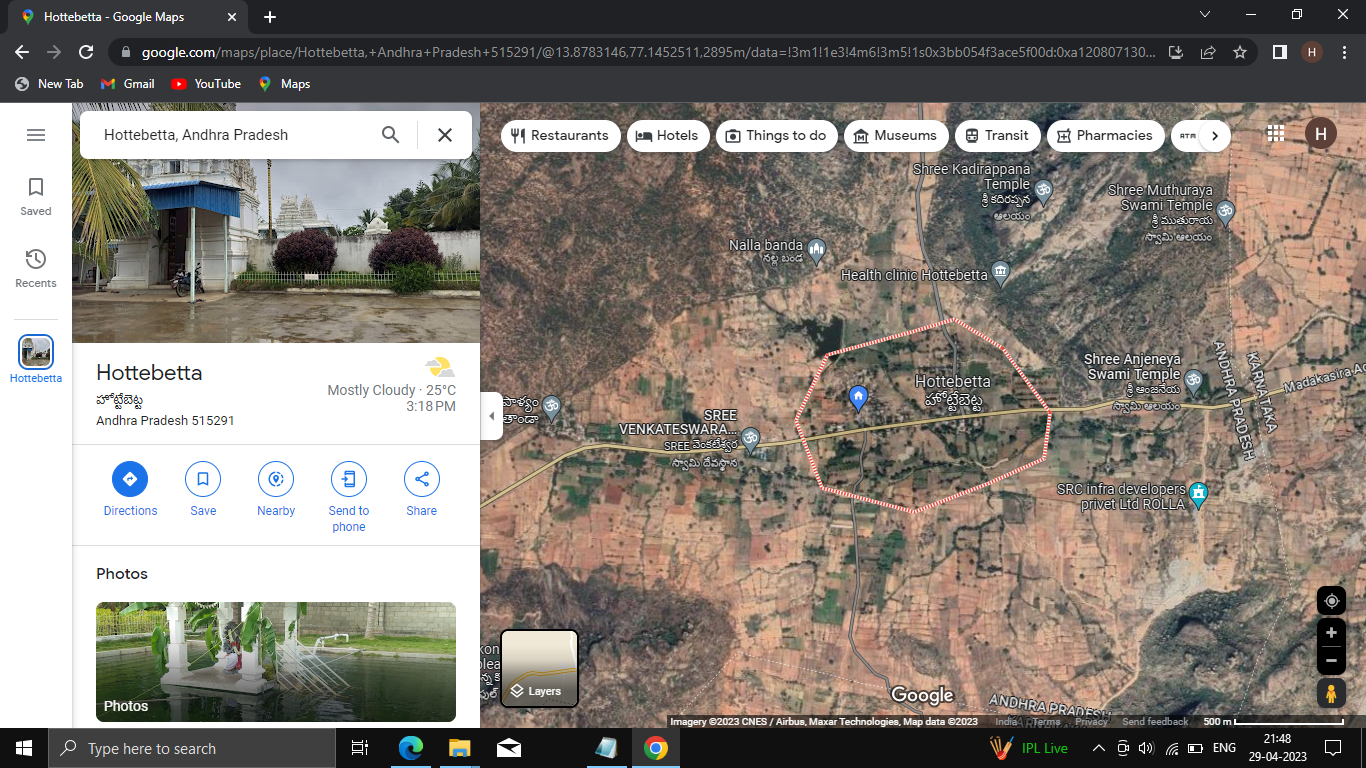 Hottebetta - Google Maps
google.com/maps/place/Hottebetta,+Andhra+Pradesh+515291/@13.8783146,77.1452511,2895m/data=!3m1!1e3!4m6!3m5!1s0x3bb054f3ace5f00d:0xa120807130...
H
New Tab
Gmail
YouTube
Maps
Hottebetta, Andhra Pradesh
Restaurants
Hotels
Things to do
Museums
Transit
Pharmacies
ATM
H
Saved
Recents
Hottebetta
Hottebetta
హొట్టేబెట్ట
Andhra Pradesh 515291
Mostly Cloudy · 25°C
3:18 PM
Directions
Save
Nearby
Send to
phone
Share
Photos
Photos
Shree Kadirappana
Temple
శ్రీ కదిరప్పన
ఆలయం
Shree Muthuraya
Swami Temple
శ్రీ ముతురాయ
స్వామి ఆలయం
Nalla banda
నల్ల బండ
Health clinic Hottebetta
Hottebetta
హొట్టేబెట్ట
Shree Anjeneya
Swami Temple
శ్రీ ఆంజనేయ
స్వామి ఆలయం
SREE
VENKATESWARA...
SREE వెంకటేశ్వర
స్వామి దేవస్థాన
పాళ్యం
తాండా
ANDHRA PRADESH
KARNATAKA
SRC infra developers
privet Ltd ROLLA
Layers
Google
ANDHRA PRADESH
Imagery ©2023 CNES / Airbus, Maxar Technologies, Map data ©2023
India
Terms
Privacy
Send feedback
500 m
Type here to search
IPL Live
ENG
21:48
29-04-2023